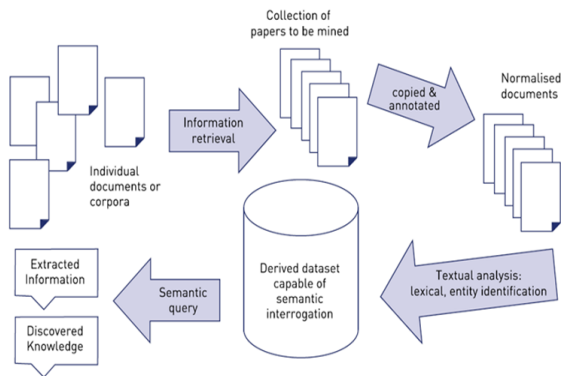 Collection of
papers to be mined
Individual
documents or
corpora
Information
retrieval
copied &
annotated
Normalised
documents
Textual analysis:
lexical, entity identification
Derived dataset
capable of
semantic
interrogation
Semantic
query
Extracted
Information
Discovered
Knowledge